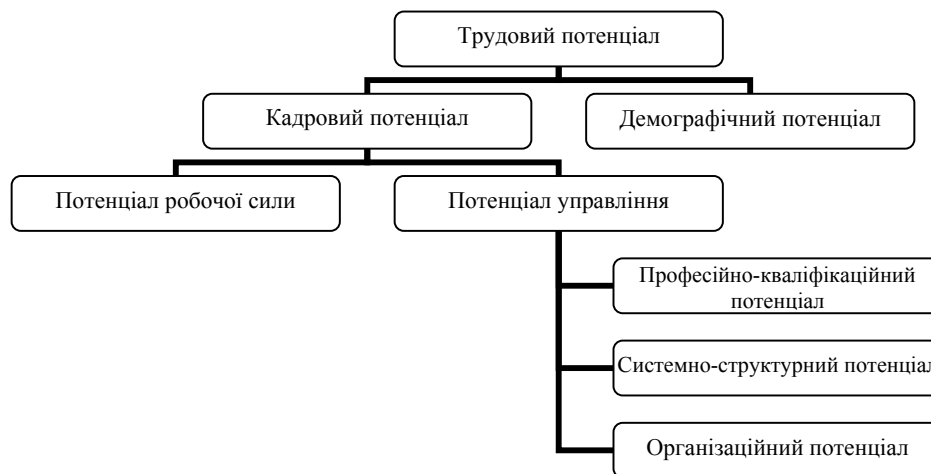 Трудовий потенціал
Кадровий потенціал
Демографічний потенціал
Потенціал робочої сили
Потенціал управління
Професійно-кваліфікаційний
потенціал
Системно-структурний потенціал
Організаційний потенціал